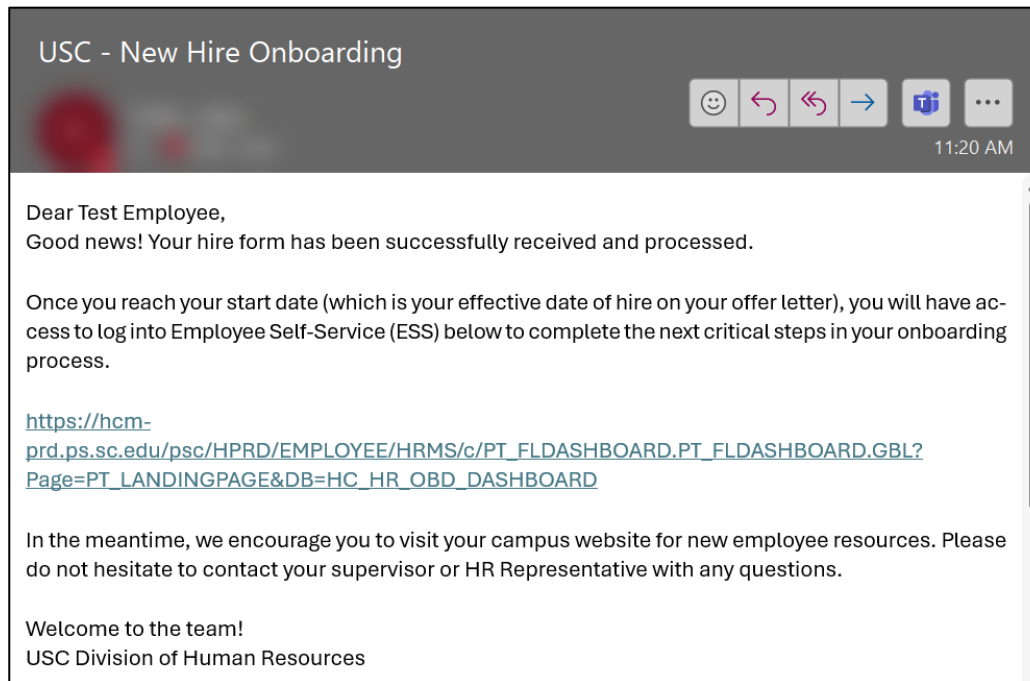 USC - New Hire Onboarding
11:20 AM
Dear Test Employee,
Good news! Your hire form has been successfully received and processed.
Once you reach your start date (which is your effective date of hire on your offer letter), you will have ac-
cess to log into Employee Self-Service (ESS) below to complete the next critical steps in your onboarding
process.
https://hcm-
prd.ps.sc.edu/psc/HPRD/EMPLOYEE/HRMS/c/PT_FLDASHBOARD.PT_FLDASHBOARD.GBL?
Page=PT_LANDINGPAGE&DB=HC_HR_OBD_DASHBOARD
In the meantime, we encourage you to visit your campus website for new employee resources. Please
do not hesitate to contact your supervisor or HR Representative with any questions.
Welcome to the team!
USC Division of Human Resources